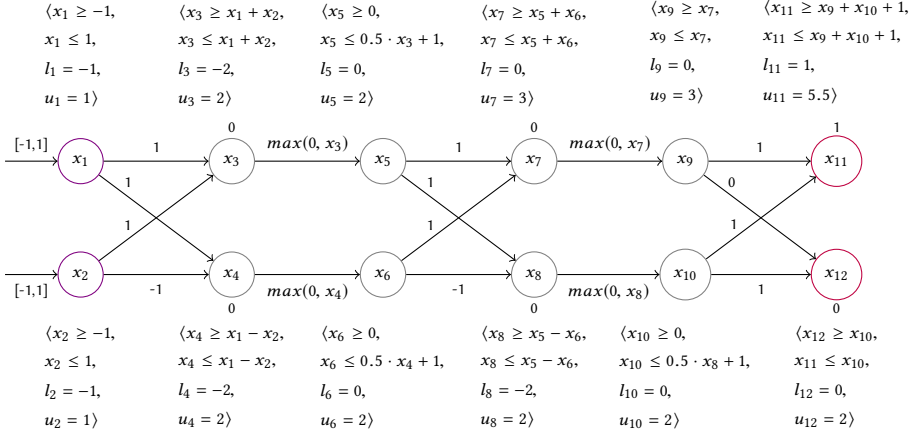 ⟨x₁ ≥ −1,
x₁ ≤ 1,
l₁ = −1,
u₁ = 1⟩
⟨x₃ ≥ x₁ + x₂,
x₃ ≤ x₁ + x₂,
l₃ = −2,
u₃ = 2⟩
⟨x₅ ≥ 0,
x₅ ≤ 0.5 · x₃ + 1,
l₅ = 0,
u₅ = 2⟩
⟨x₇ ≥ x₅ + x₆,
x₇ ≤ x₅ + x₆,
l₇ = 0,
u₇ = 3⟩
⟨x₉ ≥ x₇,
x₉ ≤ x₇,
l₉ = 0,
u₉ = 3⟩
⟨x₁₁ ≥ x₉ + x₁₀ + 1,
x₁₁ ≤ x₉ + x₁₀ + 1,
l₁₁ = 1,
u₁₁ = 5.5⟩
0 0 1
[-1,1] x₁ 1 x₃ max(0, x₃) x₅ 1 x₇ max(0, x₇) x₉ 1 x₁₁
1 1 0
1 1 1
[-1,1] x₂ -1 x₄ max(0, x₄) x₆ -1 x₈ max(0, x₈) x₁₀ 1 x₁₂
0 0 0
⟨x₂ ≥ −1,
x₂ ≤ 1,
l₂ = −1,
u₂ = 1⟩
⟨x₄ ≥ x₁ − x₂,
x₄ ≤ x₁ − x₂,
l₄ = −2,
u₄ = 2⟩
⟨x₆ ≥ 0,
x₆ ≤ 0.5 · x₄ + 1,
l₆ = 0,
u₆ = 2⟩
⟨x₈ ≥ x₅ − x₆,
x₈ ≤ x₅ − x₆,
l₈ = −2,
u₈ = 2⟩
⟨x₁₀ ≥ 0,
x₁₀ ≤ 0.5 · x₈ + 1,
l₁₀ = 0,
u₁₀ = 2⟩
⟨x₁₂ ≥ x₁₀,
x₁₁ ≤ x₁₀,
l₁₂ = 0,
u₁₂ = 2⟩